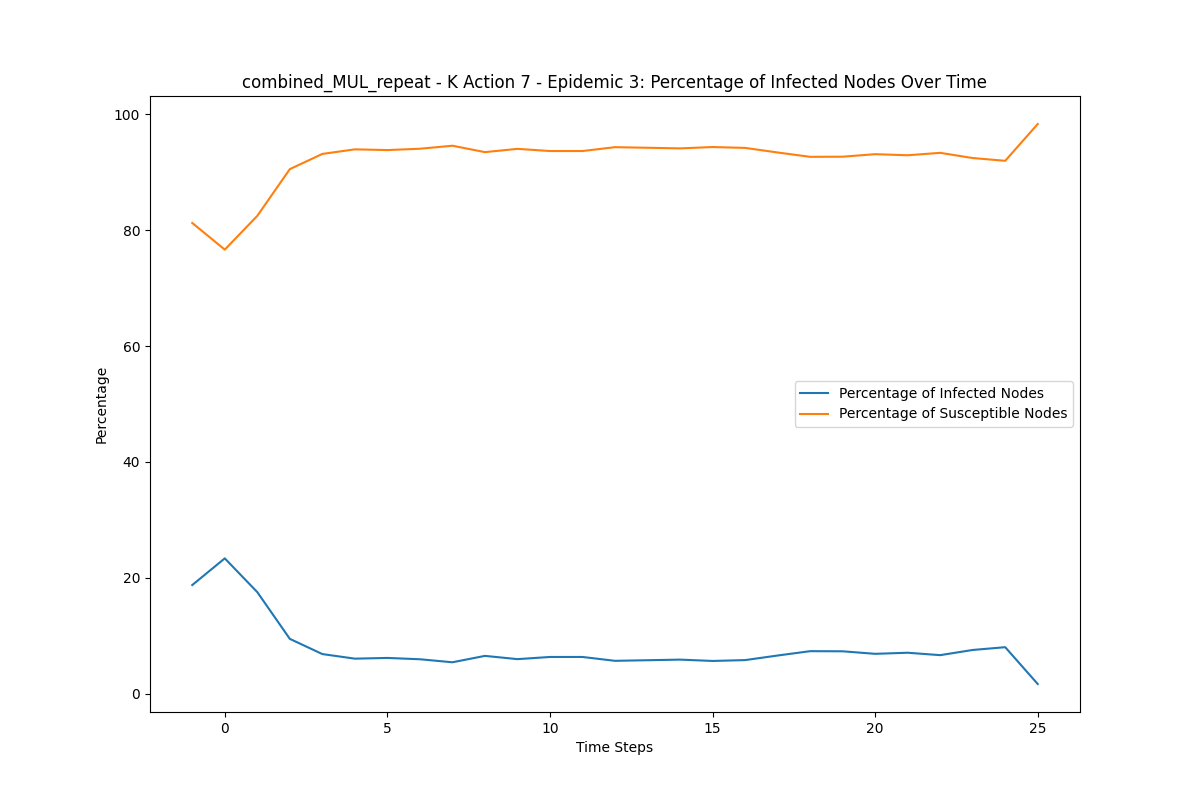 combined_MUL_repeat - K Action 7 - Epidemic 3: Percentage of Infected Nodes Over Time
100
80
60
40
20
0
Percentage
Percentage of Infected Nodes
Percentage of Susceptible Nodes
0 5 10 15 20 25
Time Steps